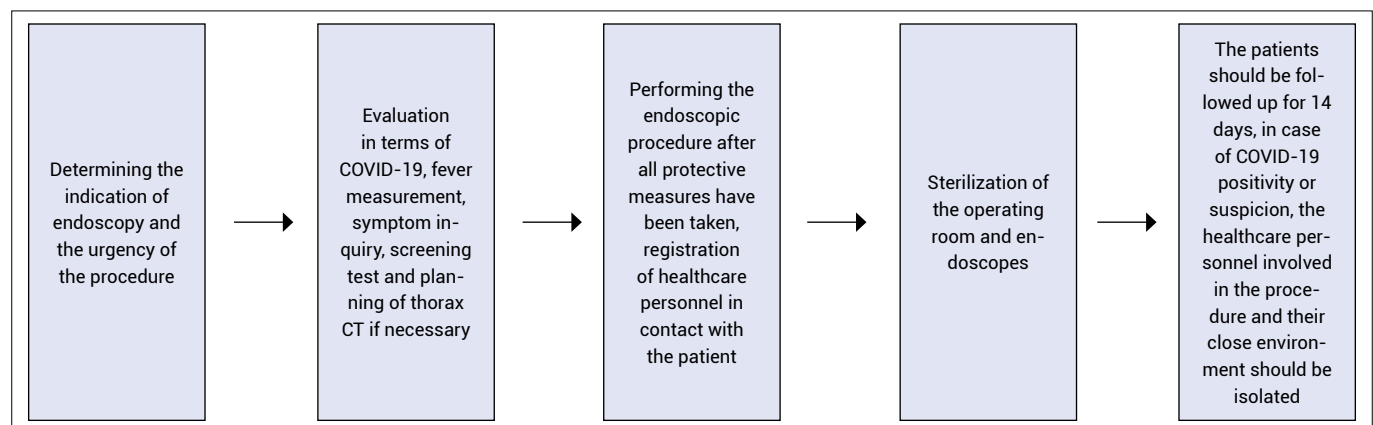 Determining the
indication of
endoscopy and
the urgency of
the procedure
Evaluation
in terms of
COVID-19, fever
measurement,
symptom in-
quiry, screening
test and plan-
ning of thorax
CT if necessary
Performing the
endoscopic
procedure after
all protective
measures have
been taken,
registration
of healthcare
personnel in
contact with
the patient
Sterilization of
the operating
room and en-
doscopes
The patients
should be fol-
lowed up for 14
days, in case
of COVID-19
positivity or
suspicion, the
healthcare per-
sonnel involved
in the proce-
dure and their
close environ-
ment should be
isolated